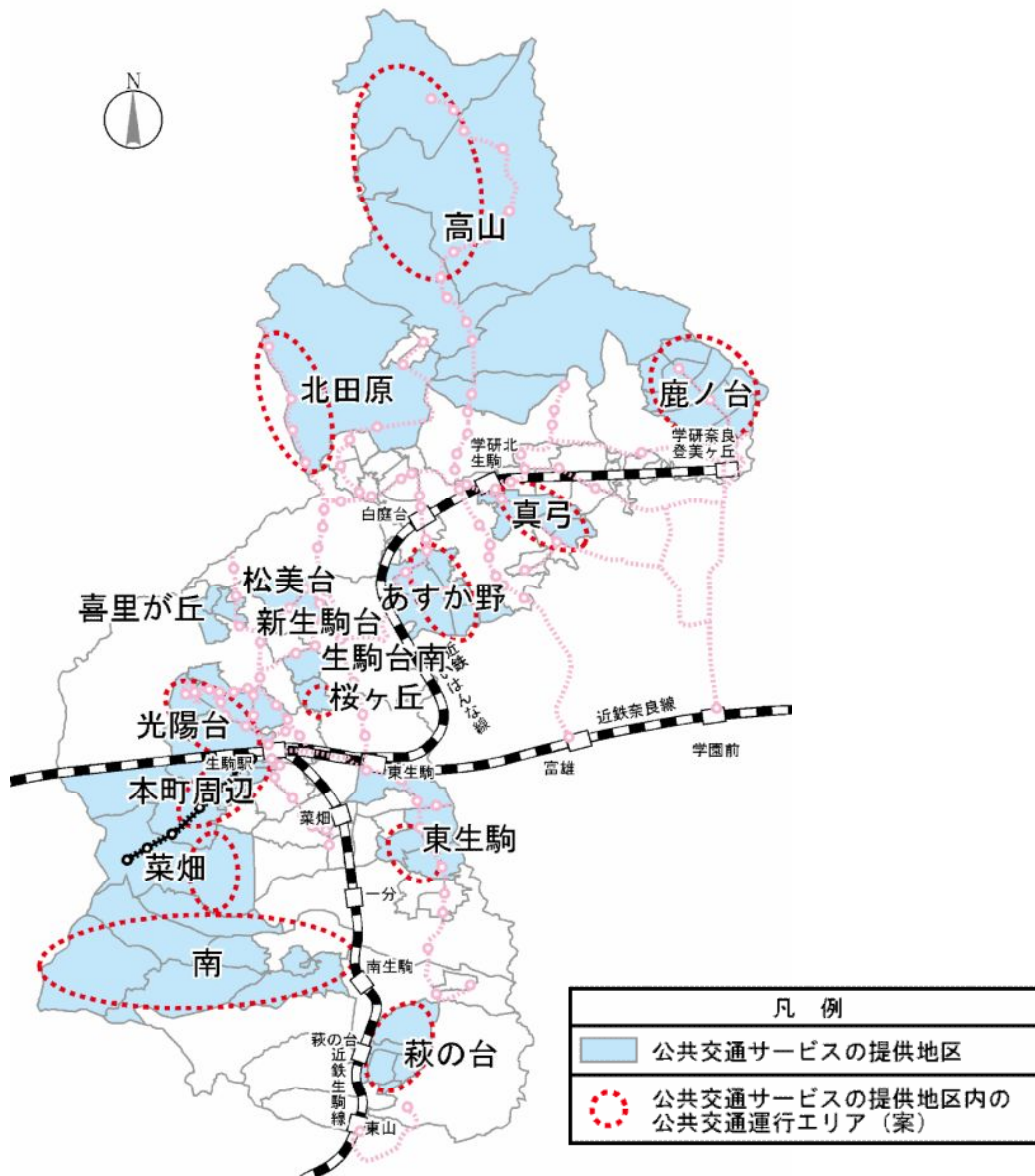 N
高山
北田原
鹿ノ台
学研奈良
登美ヶ丘
学研北
生駒
真弓
白庭台
松美台
あすか野
喜里が丘
新生駒台
生駒台南
近鉄けいはんな線
桜ヶ丘
光陽台
近鉄奈良線
生駒駅
東生駒
富雄
学園前
本町周辺
菜畑
東生駒
菜畑
一分
南
南生駒
萩の台
萩の台
近鉄生駒線
東山
凡 例
公共交通サービスの提供地区
公共交通サービスの提供地区内の
公共交通運行エリア（案）